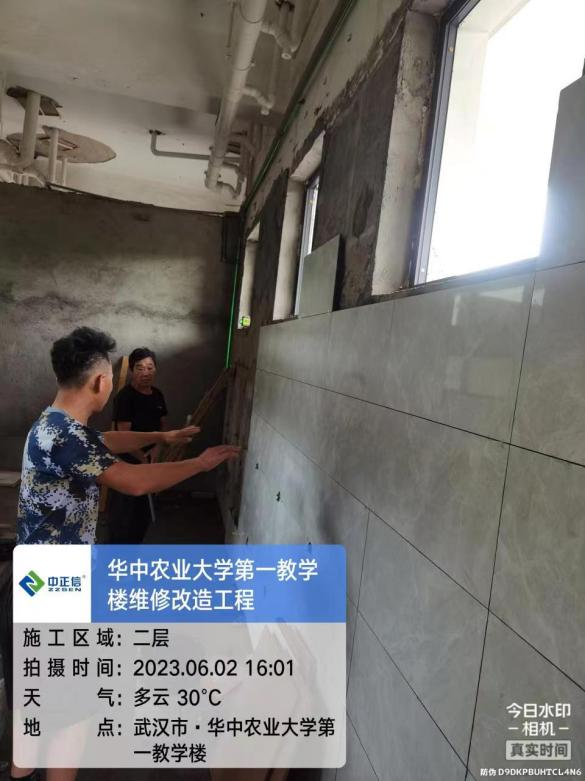 中正信
ZZSEN
华中农业大学第一教学
楼维修改造工程
施工区域：二层
拍摄时间：2023.06.02 16:01
天气：多云 30℃
地点：武汉市·华中农业大学第
一教学楼
今日水印
相机
真实时间
防伪 D9DKPBUHTCL4N6